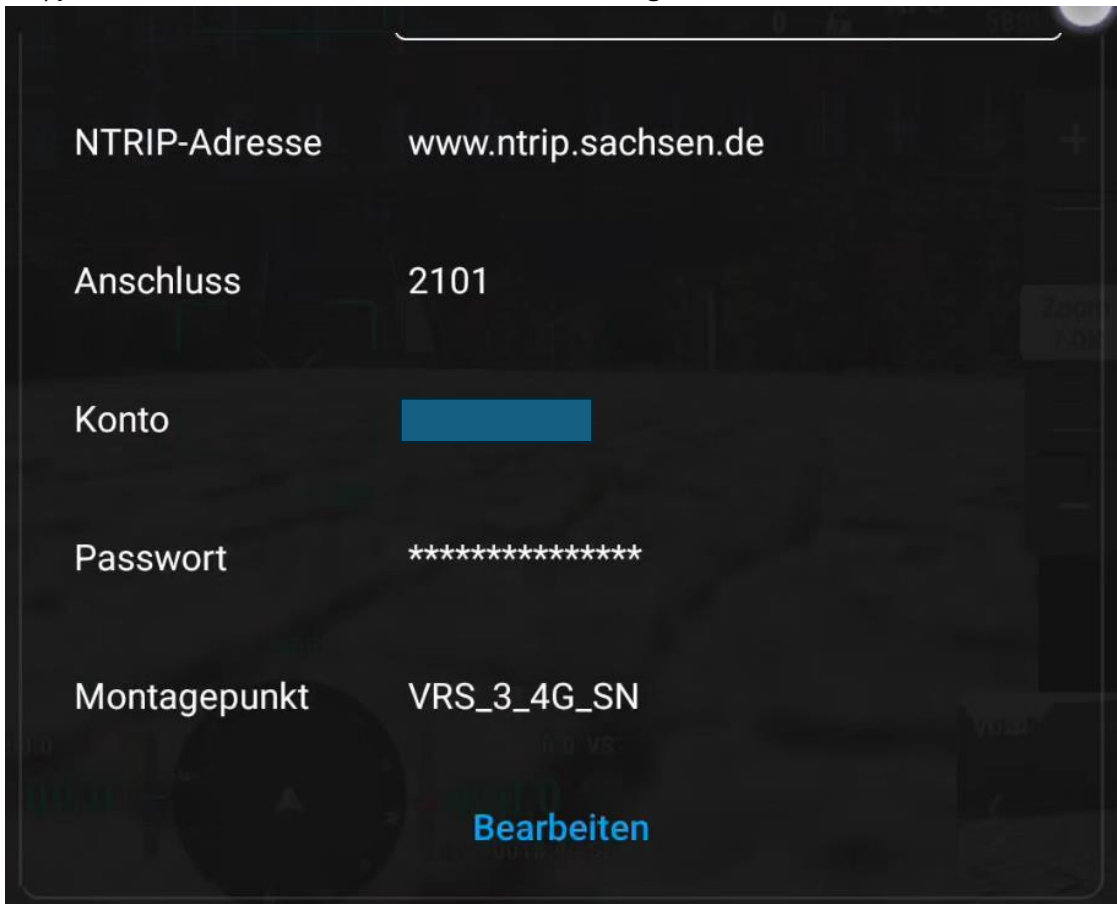 NTRIP-Adresse www.ntrip.sachsen.de
Anschluss 2101
Konto
Passwort ***************
Montagepunkt VRS_3_4G_SN
Bearbeiten